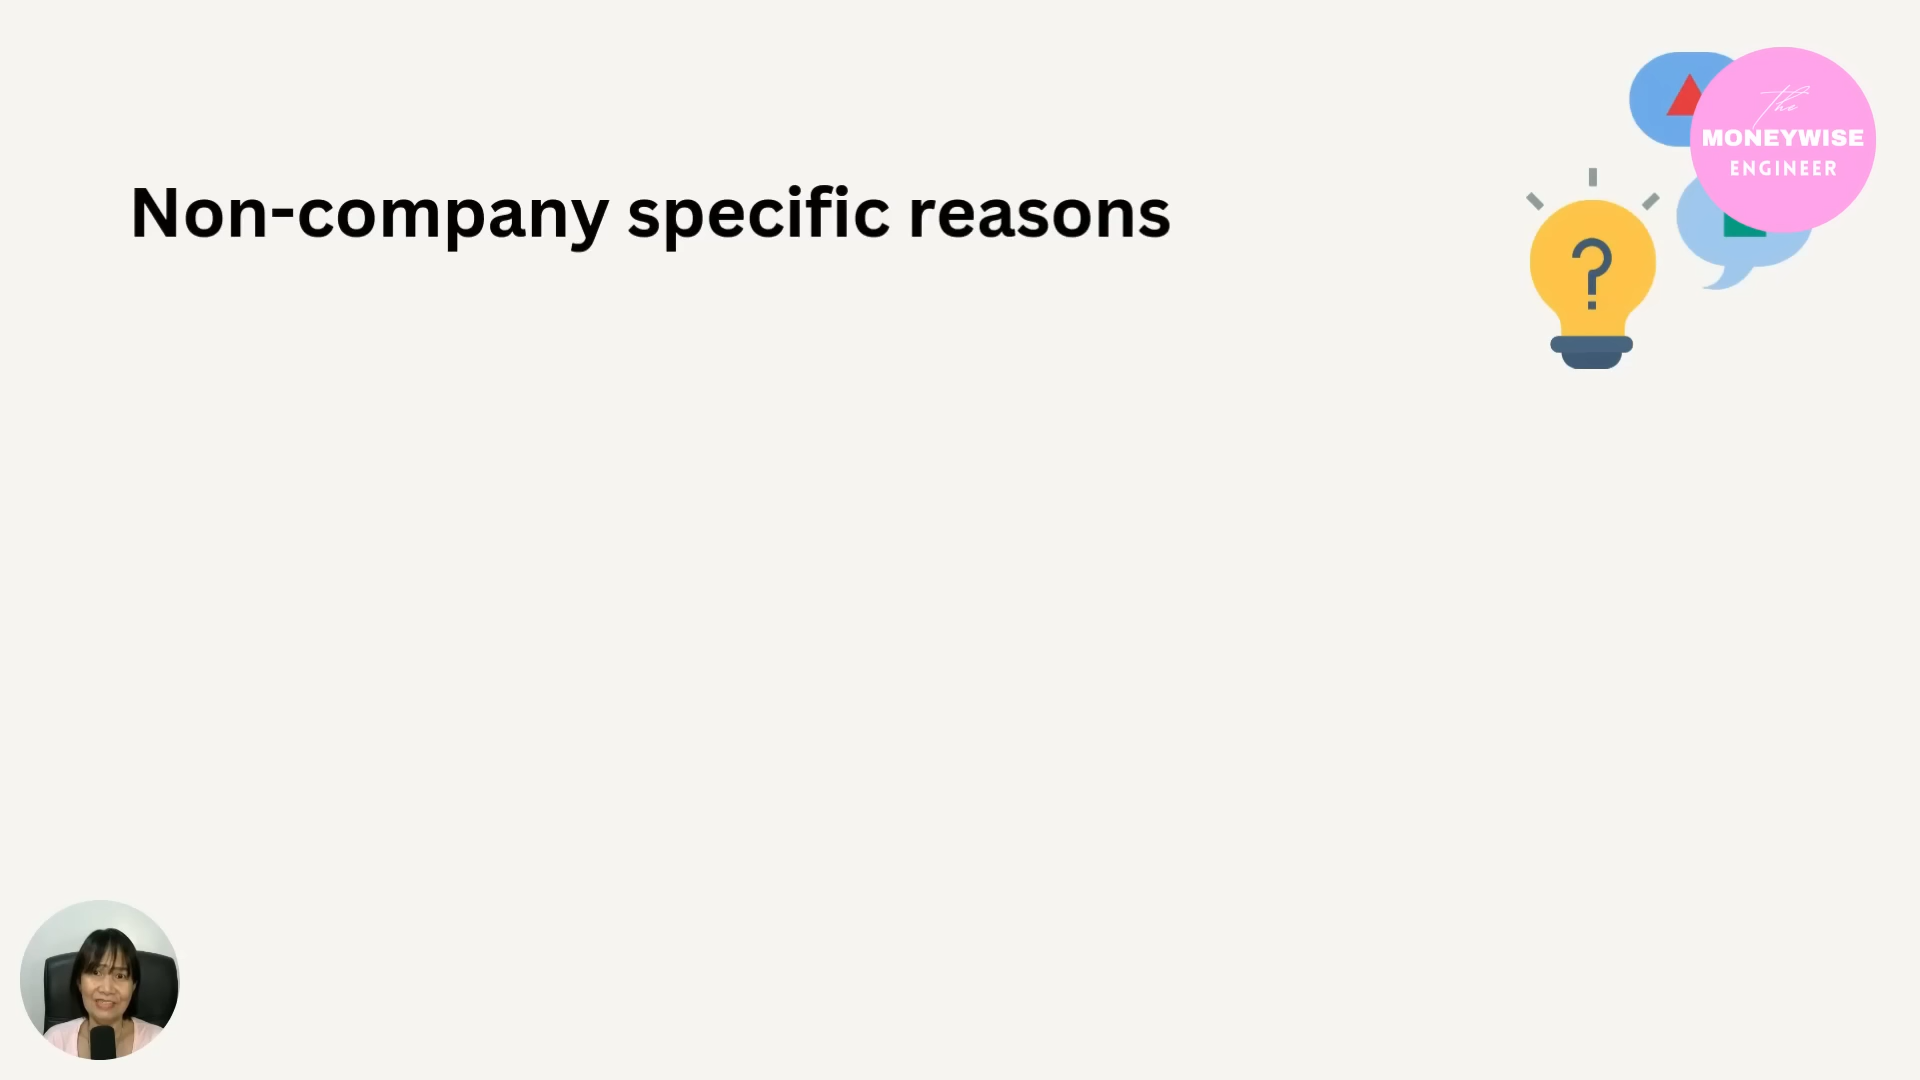 Non-company specific reasons
The
MONEYWISE
ENGINEER
?